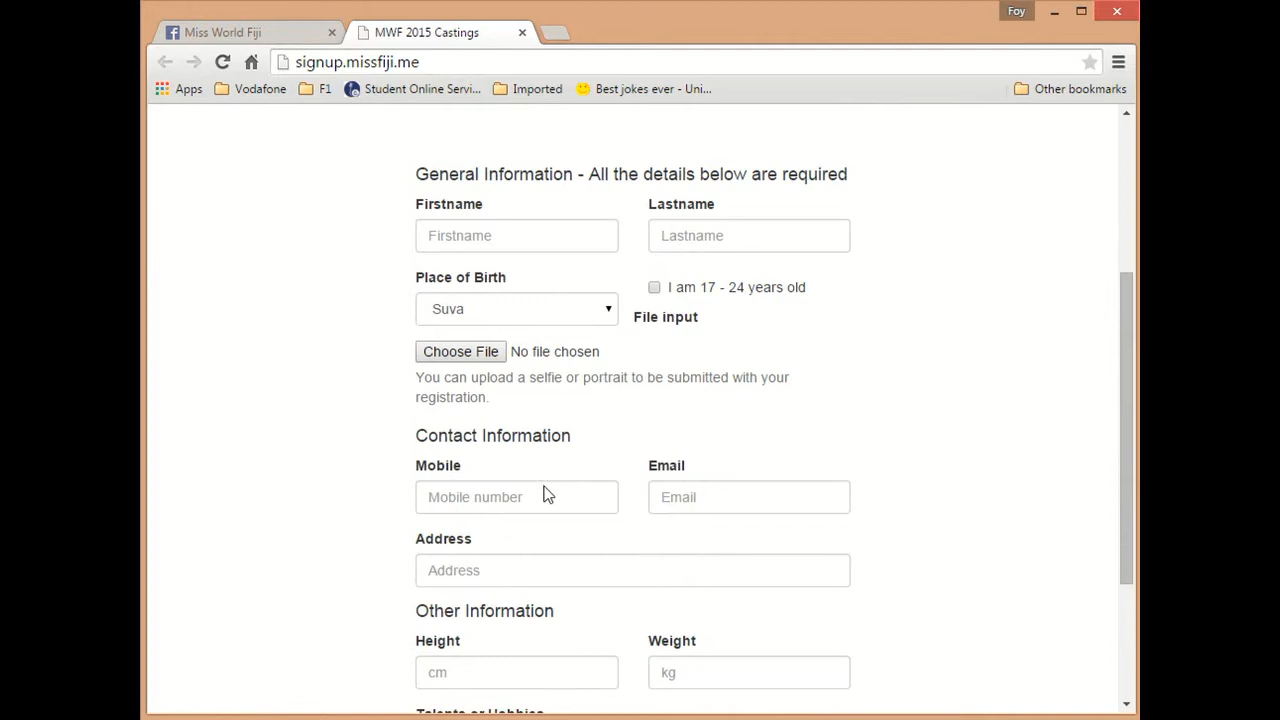 Foy
Miss World Fiji
MWF 2015 Castings
signup.missfiji.me
Apps Vodafone F1 Student Online Servi... Imported Best jokes ever - Uni... Other bookmarks
General Information - All the details below are required
Firstname Lastname
Firstname Lastname
Place of Birth
I am 17 - 24 years old
Suva
File input
Choose File No file chosen
You can upload a selfie or portrait to be submitted with your
registration.
Contact Information
Mobile Email
Mobile number Email
Address
Address
Other Information
Height Weight
cm kg
Talents or Hobbies